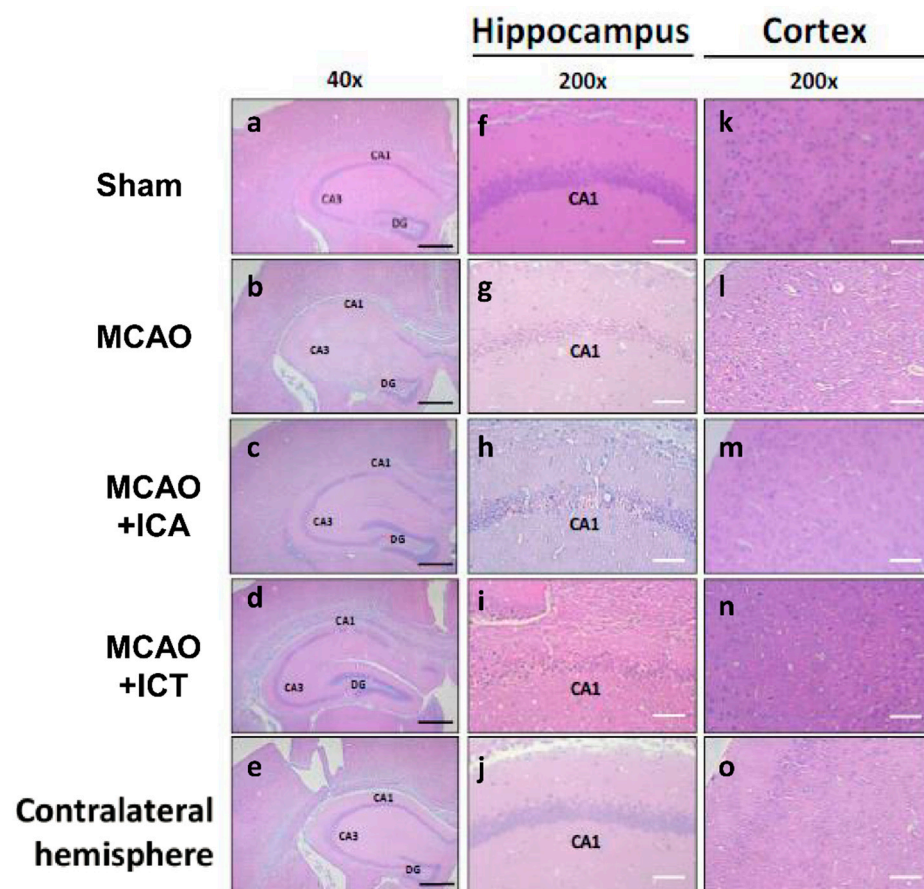 Hippocampus Cortex
40x 200x 200x
Sham
a CA1 CA3 DG
f CA1
k
MCAO
b CA1 CA3 DG
g CA1
l
MCAO
+ICA
c CA1 CA3 DG
h CA1
m
MCAO
+ICT
d CA1 CA3 DG
i CA1
n
Contralateral
hemisphere
e CA1 CA3 DG
j CA1
o